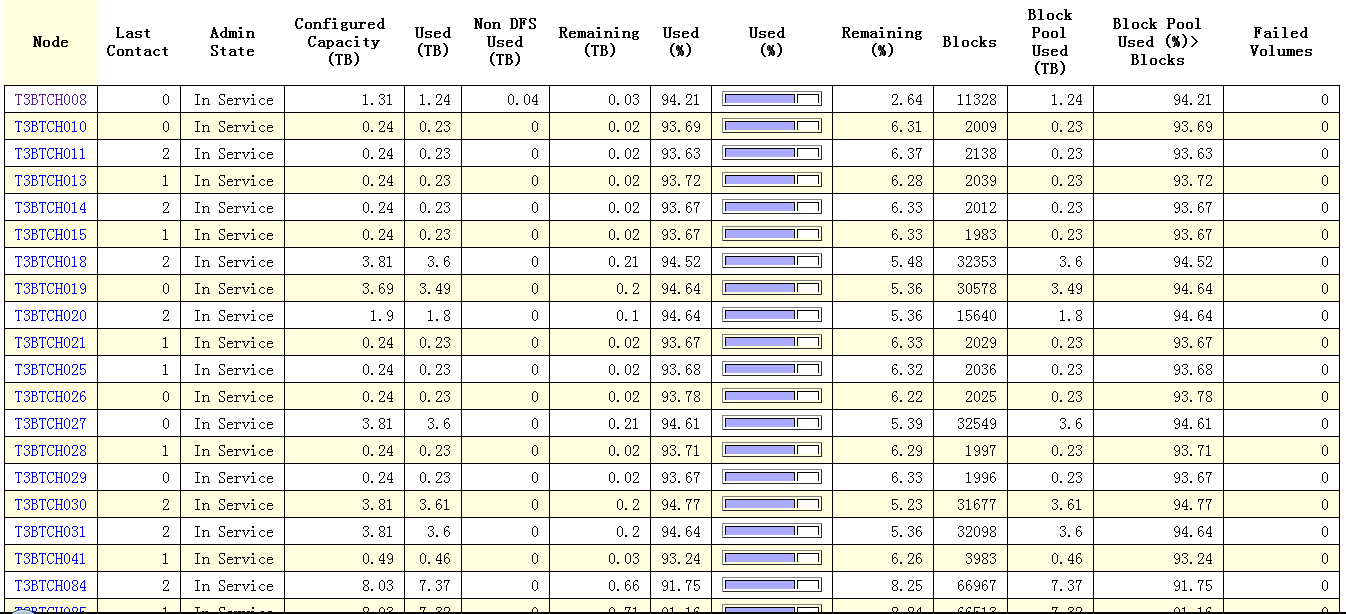 Node Last Contact Admin State Configured Capacity (TB) Used (TB) Non DFS Used (TB) Remaining (TB) Used (%) Used (%) Remaining (%) Blocks Block Pool Used (TB) Block Pool Used (%)> Blocks Failed Volumes
T3BTCH008 0 In Service 1.31 1.24 0.04 0.03 94.21 2.64 11328 1.24 94.21 0
T3BTCH010 0 In Service 0.24 0.23 0 0.02 93.69 6.31 2009 0.23 93.69 0
T3BTCH011 2 In Service 0.24 0.23 0 0.02 93.63 6.37 2138 0.23 93.63 0
T3BTCH013 1 In Service 0.24 0.23 0 0.02 93.72 6.28 2039 0.23 93.72 0
T3BTCH014 2 In Service 0.24 0.23 0 0.02 93.67 6.33 2012 0.23 93.67 0
T3BTCH015 1 In Service 0.24 0.23 0 0.02 93.67 6.33 1983 0.23 93.67 0
T3BTCH018 2 In Service 3.81 3.6 0 0.21 94.52 5.48 32353 3.6 94.52 0
T3BTCH019 0 In Service 3.69 3.49 0 0.2 94.64 5.36 30578 3.49 94.64 0
T3BTCH020 2 In Service 1.9 1.8 0 0.1 94.64 5.36 15640 1.8 94.64 0
T3BTCH021 1 In Service 0.24 0.23 0 0.02 93.67 6.33 2029 0.23 93.67 0
T3BTCH025 1 In Service 0.24 0.23 0 0.02 93.68 6.32 2036 0.23 93.68 0
T3BTCH026 0 In Service 0.24 0.23 0 0.02 93.78 6.22 2025 0.23 93.78 0
T3BTCH027 0 In Service 3.81 3.6 0 0.21 94.61 5.39 32549 3.6 94.61 0
T3BTCH028 1 In Service 0.24 0.23 0 0.02 93.71 6.29 1997 0.23 93.71 0
T3BTCH029 0 In Service 0.24 0.23 0 0.02 93.67 6.33 1996 0.23 93.67 0
T3BTCH030 2 In Service 3.81 3.61 0 0.2 94.77 5.23 31677 3.61 94.77 0
T3BTCH031 2 In Service 3.81 3.6 0 0.2 94.64 5.36 32098 3.6 94.64 0
T3BTCH041 1 In Service 0.49 0.46 0 0.03 93.24 6.26 3983 0.46 93.24 0
T3BTCH084 2 In Service 8.03 7.37 0 0.66 91.75 8.25 66967 7.37 91.75 0